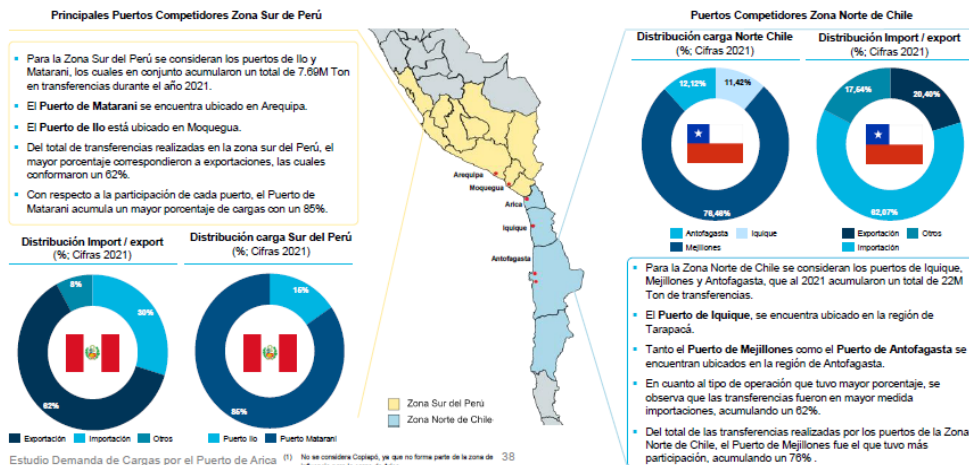 Principales Puertos Competidores Zona Sur de Perú
▪ Para la Zona Sur del Perú se consideran los puertos de Ilo y
Matarani, los cuales en conjunto acumularon un total de 7.69M Ton
en transferencias durante el año 2021.
▪ El Puerto de Matarani se encuentra ubicado en Arequipa.
▪ El Puerto de Ilo está ubicado en Moquegua.
▪ Del total de transferencias realizadas en la zona sur del Perú, el
mayor porcentaje correspondieron a exportaciones, las cuales
conformaron un 62%.
▪ Con respecto a la participación de cada puerto, el Puerto de
Matarani acumula un mayor porcentaje de cargas con un 85%.
Distribución Import / export
(%; Cifras 2021)
8%
30%
62%
Exportación Importación Otros
Distribución carga Sur del Perú
(%; Cifras 2021)
15%
85%
Puerto Ilo Puerto Matarani
Arequipa
Moquegua
Arica
Iquique
Antofagasta
Zona Sur del Perú
Zona Norte de Chile
Puertos Competidores Zona Norte de Chile
Distribución carga Norte Chile
(%; Cifras 2021)
12,12%
11,42%
76,46%
Antofagasta Iquique
Mejillones
Distribución Import / export
(%; Cifras 2021)
17,54%
20,40%
62,07%
Exportación Otros
Importación
▪ Para la Zona Norte de Chile se consideran los puertos de Iquique,
Mejillones y Antofagasta, que al 2021 acumularon un total de 22M
Ton de transferencias.
▪ El Puerto de Iquique, se encuentra ubicado en la región de
Tarapacá.
▪ Tanto el Puerto de Mejillones como el Puerto de Antofagasta se
encuentran ubicados en la región de Antofagasta.
▪ En cuanto al tipo de operación que tuvo mayor porcentaje, se
observa que las transferencias fueron en mayor medida
importaciones, acumulando un 62%.
▪ Del total de las transferencias realizadas por los puertos de la Zona
Norte de Chile, el Puerto de Mejillones fue el que tuvo más
participación, acumulando un 76% .
Estudio Demanda de Cargas por el Puerto de Arica
(1) No se considera Copiapó, ya que no forma parte de la zona de
38